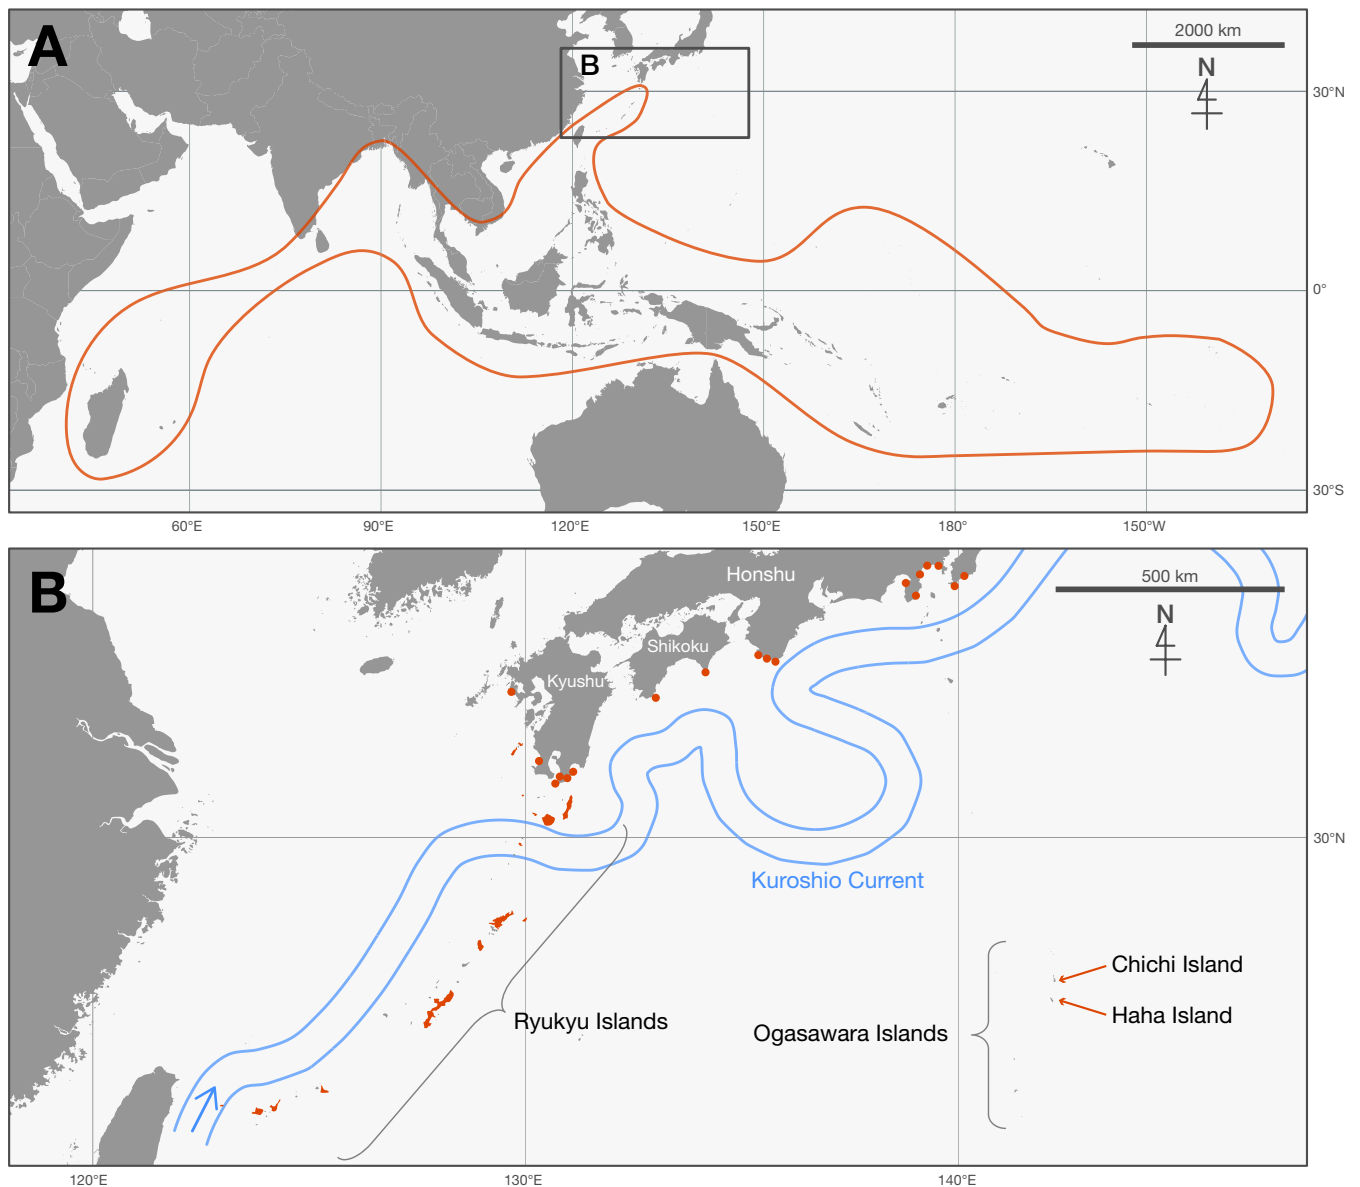 A
B
2000 km
N
30°N
0°
30°S
60°E
90°E
120°E
150°E
180°
150°W
B
Honshu
500 km
N
Shikoku
Kyushu
30°N
Kuroshio Current
Chichi Island
Haha Island
Ryukyu Islands
Ogasawara Islands
120°E
130°E
140°E